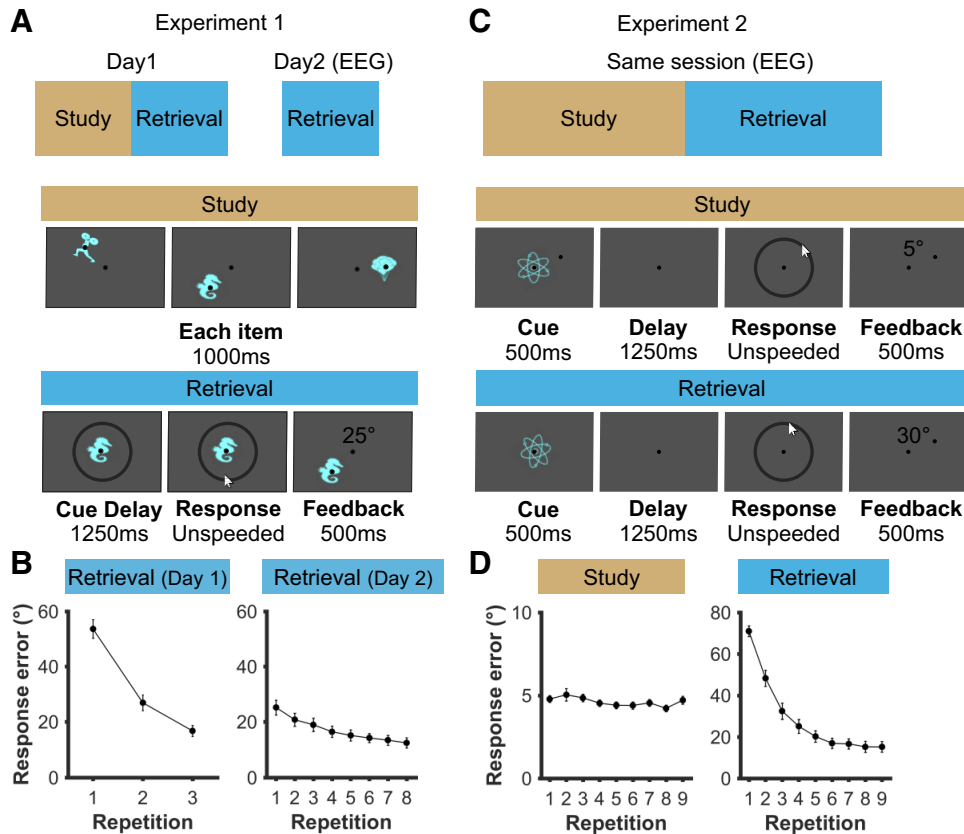 A
Experiment 1
Day1
Day2 (EEG)
Study
Retrieval
Retrieval
Study
Each item
1000ms
Retrieval
25°
Cue Delay
Response
Feedback
1250ms
Unspeeded
500ms
B
Retrieval (Day 1)
Retrieval (Day 2)
Response error (°)
60
40
20
0
1 2 3
Repetition
60
40
20
0
1 2 3 4 5 6 7 8
Repetition
C
Experiment 2
Same session (EEG)
Study
Retrieval
Study
5°
Cue
Delay
Response
Feedback
500ms
1250ms
Unspeeded
500ms
Retrieval
30°
Cue
Delay
Response
Feedback
500ms
1250ms
Unspeeded
500ms
D
Study
Retrieval
Response error (°)
10
5
0
1 2 3 4 5 6 7 8 9
Repetition
80
60
40
20
0
1 2 3 4 5 6 7 8 9
Repetition